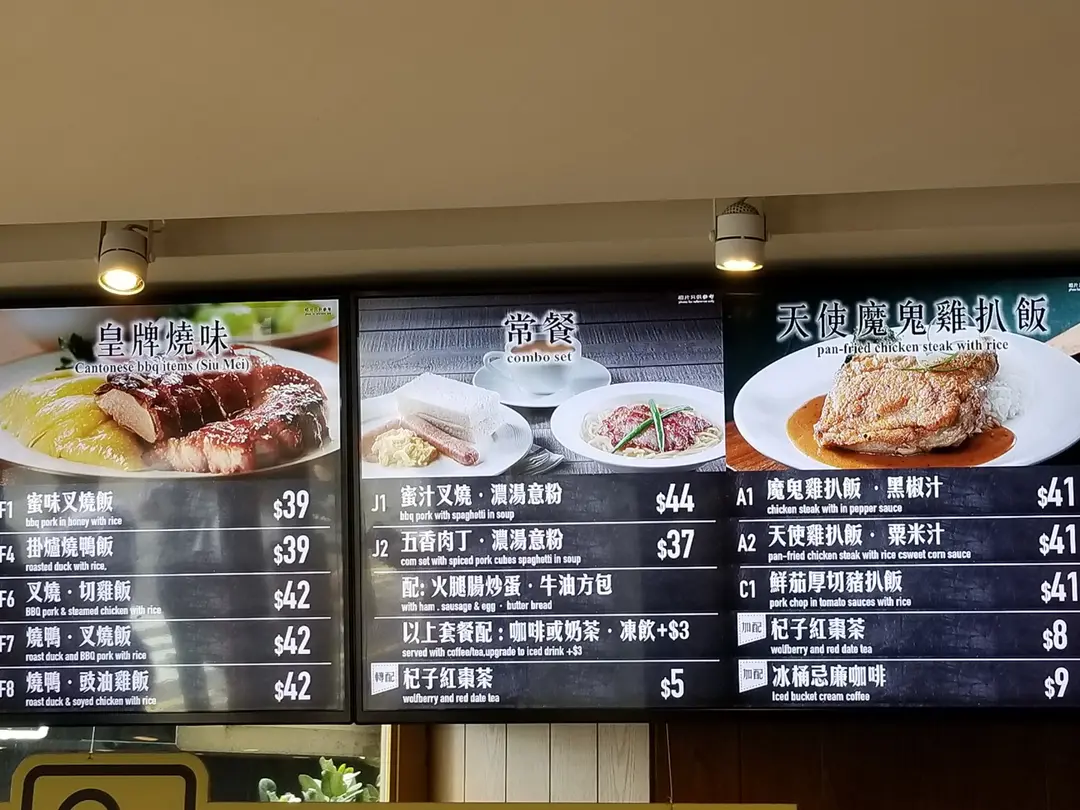 皇牌燒味
Cantonese bbq items (Siu Mei)
F1 蜜味叉燒飯 $39
bbq pork in honey with rice
F4 掛爐燒鴨飯 $39
roasted duck with rice,
F6 叉燒·切雞飯 $42
BBQ pork & steamed chicken with rice
F7 燒鴨·叉燒飯 $42
roast duck and BBQ pork with rice
F8 燒鴨·豉油雞飯 $42
roast duck & soyed chicken with rice
相片只供參考
常餐
combo set
J1 蜜汁叉燒·濃湯意粉 $44
bbq pork with spaghetti in soup
J2 五香肉丁·濃湯意粉 $37
com set with spiced pork cubes spaghetti in soup
配: 火腿腸炒蛋·牛油方包
with ham . sausage & egg · butter bread
以上套餐配 : 咖啡或奶茶·凍飲+$3
served with coffee/tea,upgrade to iced drink +$3
轉配 杞子紅棗茶 $5
wolfberry and red date tea
天使魔鬼雞扒飯
pan-fried chicken steak with rice
A1 魔鬼雞扒飯 ·黑椒汁 $41
chicken steak with in pepper sauce
A2 天使雞扒飯·粟米汁 $41
pan-fried chicken steak with rice csweet corn sauce
C1 鮮茄厚切豬扒飯 $41
pork chop in tomato sauces with rice
加配 杞子紅棗茶 $8
wolfberry and red date tea
加配 冰桶忌廉咖啡 $9
Iced bucket cream coffee